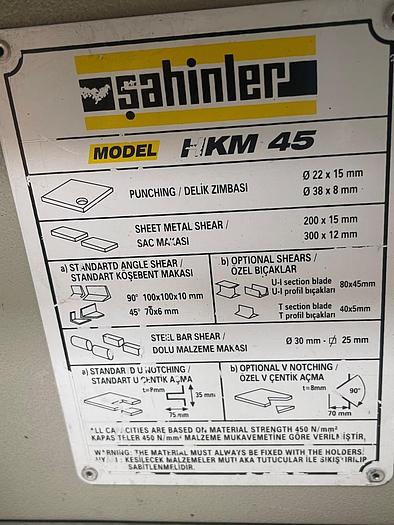 şahinler
MODEL HKM 45
PUNCHING / DELİK ZIMBASI
Ø 22 x 15 mm
Ø 38 x 8 mm
SHEET METAL SHEAR /
SAC MAKASI
200 x 15 mm
300 x 12 mm
a) STANDARTD ANGLE SHEAR /
STANDART KÖŞEBENT MAKASI
90° 100x100x10 mm
45° 70x6 mm
b) OPTIONAL SHEARS /
ÖZEL BIÇAKLAR
U-I section blade
U-I profil bıçakları
80x45mm
T section blade
T profil bıçakları
40x5mm
STEEL BAR SHEAR /
DOLU MALZEME MAKASI
Ø 30 mm - ⌀ 25 mm
a) STANDARD U NOTCHING /
STANDART U ÇENTİK AÇMA
t=8mm
35 mm
75 mm
b) OPTIONAL V NOTCHING /
ÖZEL V ÇENTİK AÇMA
t=8mm
90°
70 mm
ALL CAPACITIES ARE BASED ON MATERIAL STRENGTH 450 N/mm²
KAPASİTELER 450 N/mm² MALZEME MUKAVEMETİNE GÖRE VERİLMİŞTİR.
WARNING: THE MATERIAL MUST ALWAYS BE FIXED WITH THE HOLDERS.
UYARI: KESİLECEK MALZEMELER MUTLAKA TUTUCULAR İLE SIKIŞTIRILIP
SABİTLENMELİDİR.